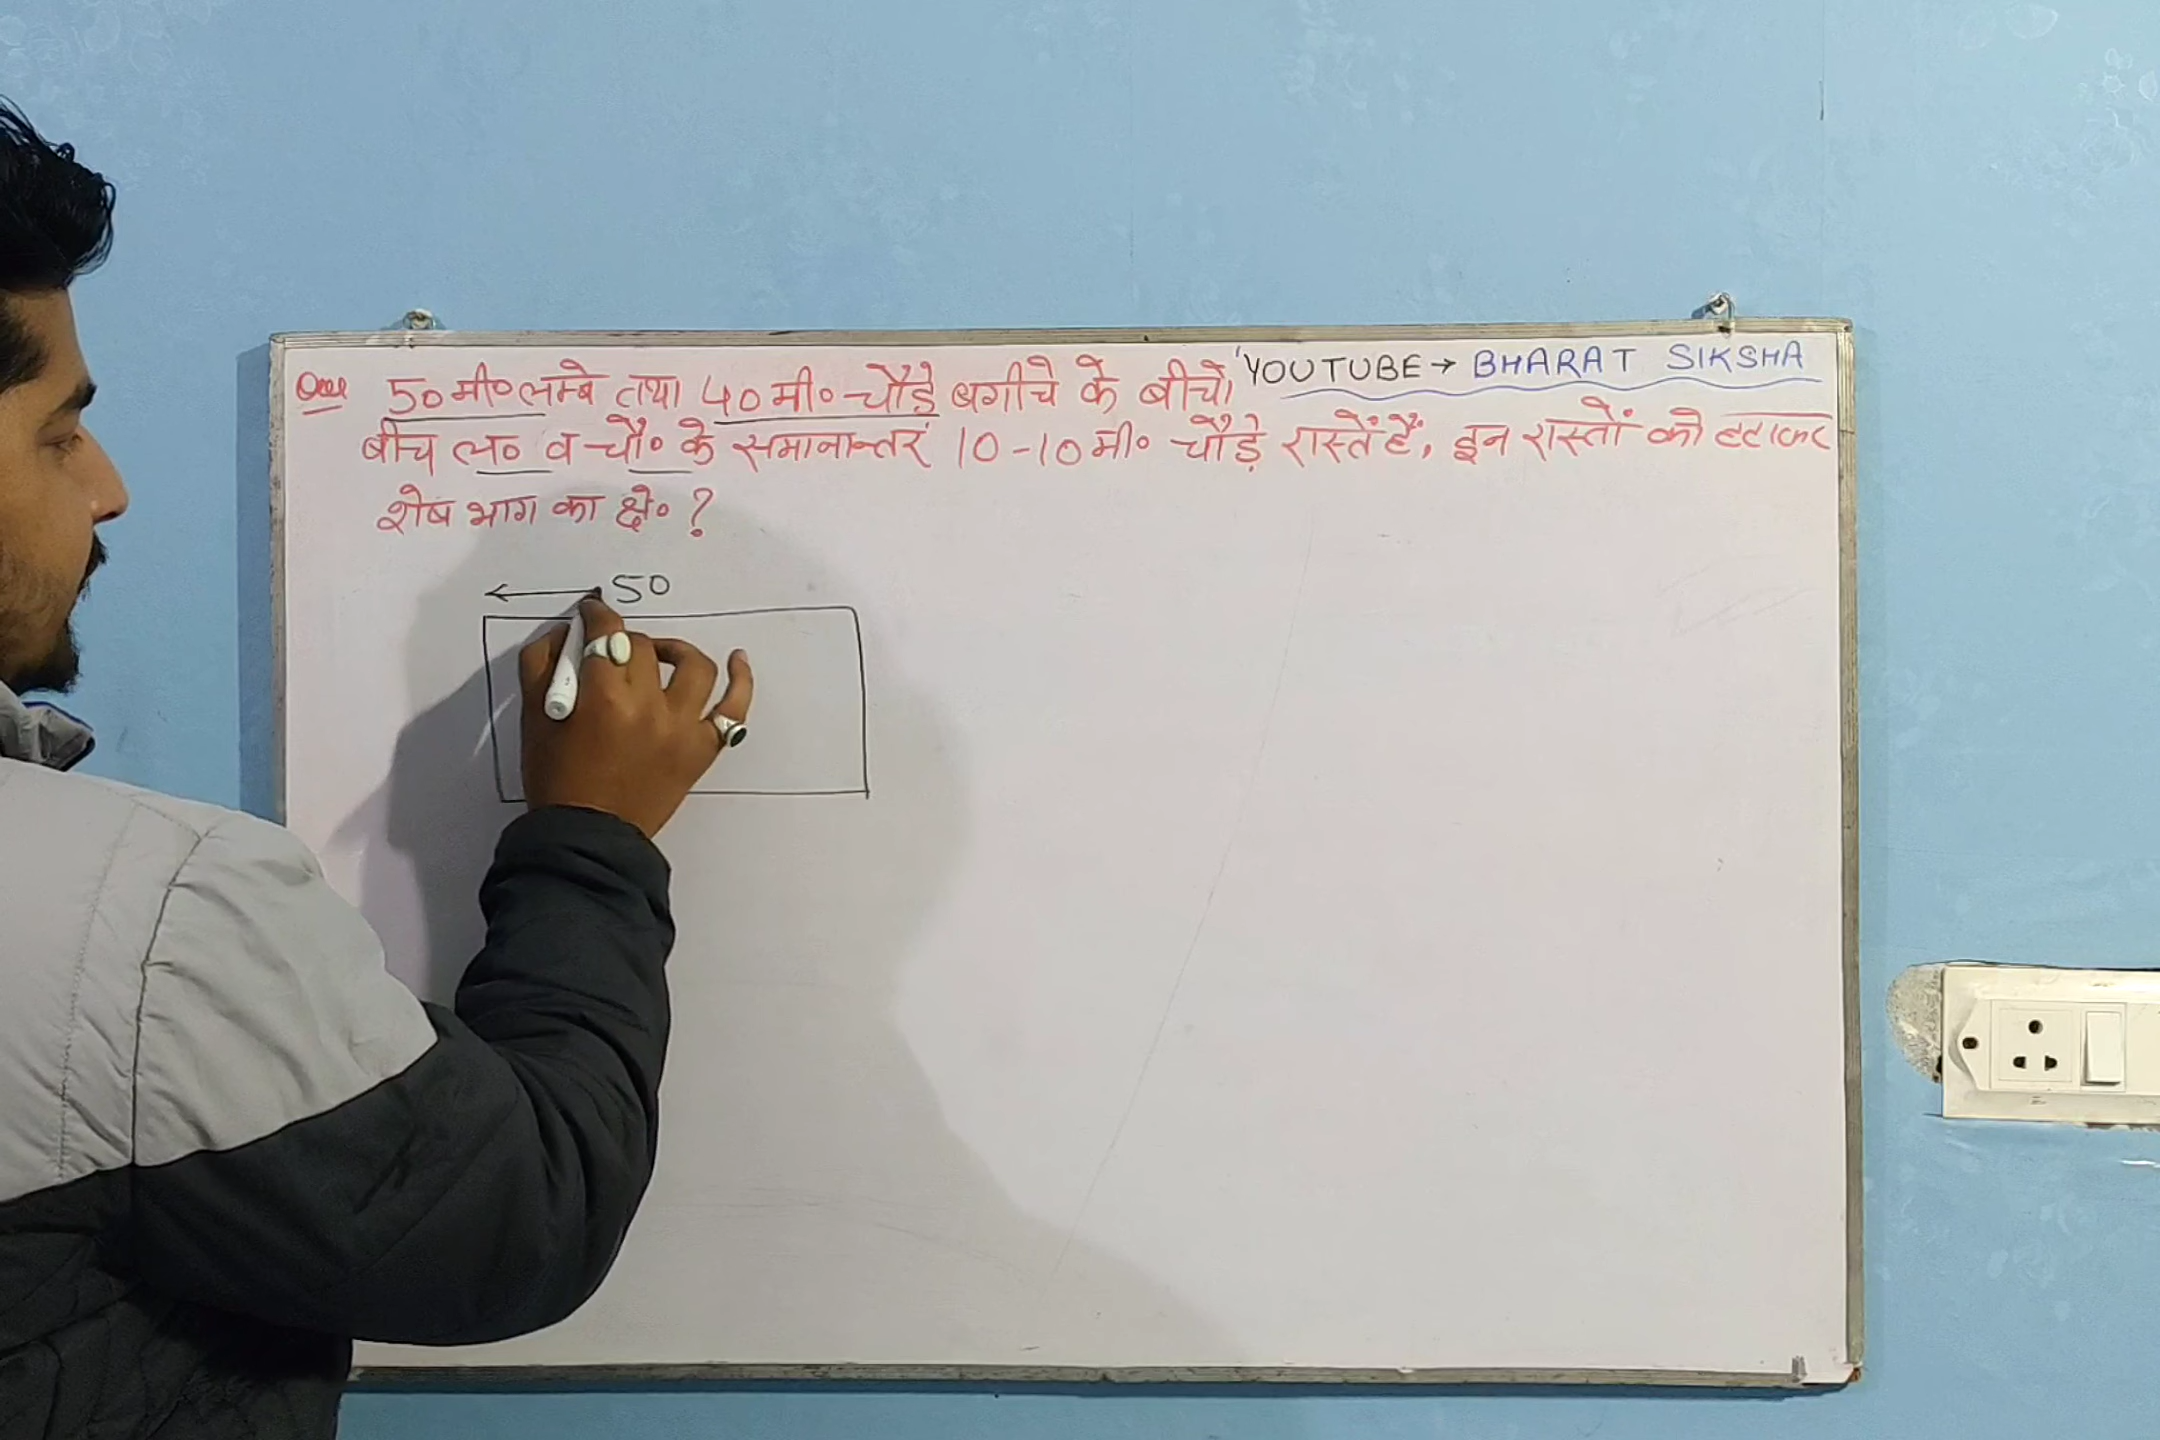 Ques 50 मी० लम्बे तथा 40 मी० चौड़े बगीचे के बीचों
YOUTUBE → BHARAT SIKSHA
बीच ल० व चौ० के समानान्तर 10-10 मी० चौड़े रास्तें हैं, इन रास्तों को हटाकर
शेष भाग का क्षे० ?
50